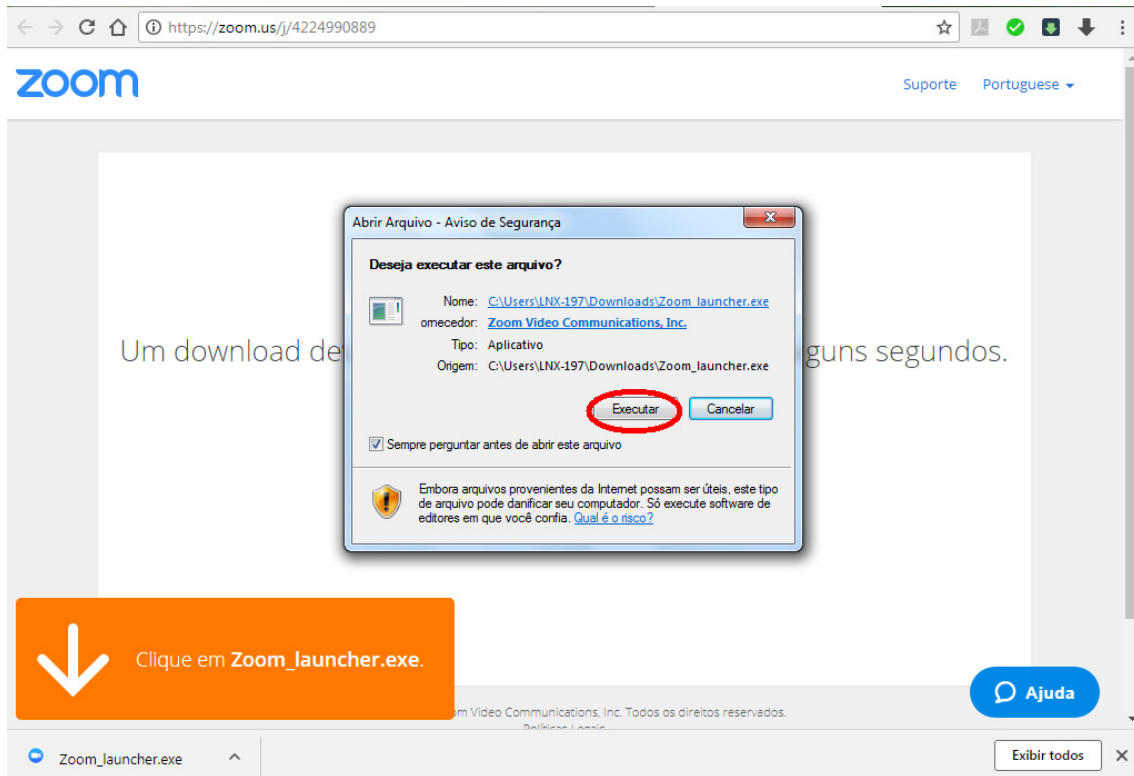 https://zoom.us/j/4224990889
zoom
Suporte Portuguese
Abrir Arquivo - Aviso de Segurança
Deseja executar este arquivo?
Nome: C:\Users\LNX-197\Downloads\Zoom_launcher.exe
ornecedor: Zoom Video Communications, Inc.
Tipo: Aplicativo
Origem: C:\Users\LNX-197\Downloads\Zoom_launcher.exe
Um download de guns segundos.
Executar Cancelar
Sempre perguntar antes de abrir este arquivo
Embora arquivos provenientes da Internet possam ser úteis, este tipo
de arquivo pode danificar seu computador. Só execute software de
editores em que você confia. Qual é o risco?
Clique em Zoom_launcher.exe.
Ajuda
om Video Communications, Inc. Todos os direitos reservados.
Zoom_launcher.exe
Exibir todos